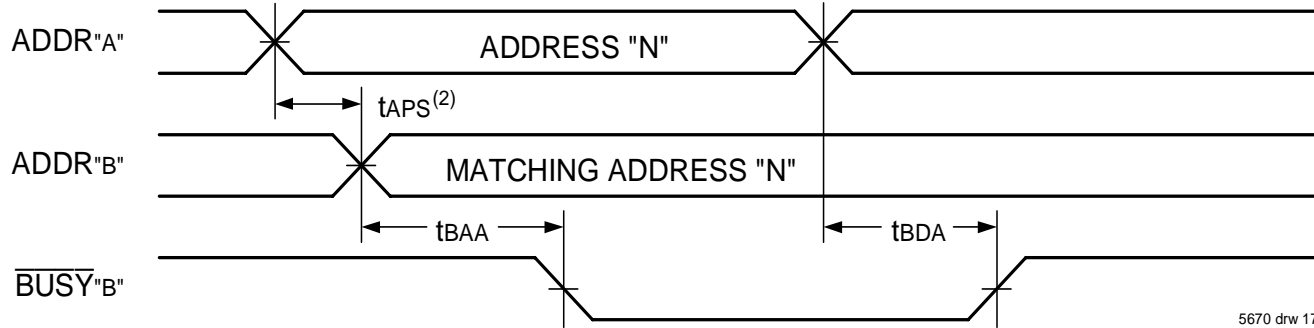 ADDR"A"
ADDRESS "N"
tAPS(2)
ADDR"B"
MATCHING ADDRESS "N"
tBAA
tBDA
BUSY"B"
5670 drw 17